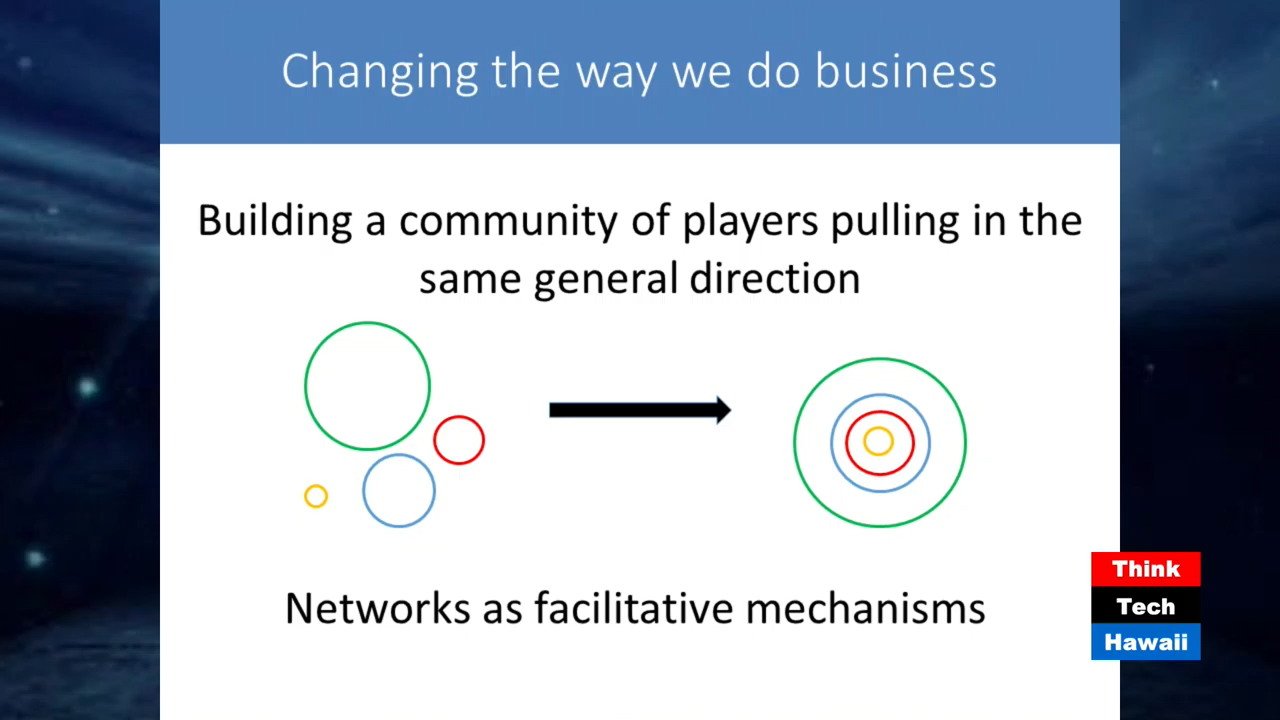 Changing the way we do business
Building a community of players pulling in the
same general direction
Networks as facilitative mechanisms
Think
Tech
Hawaii